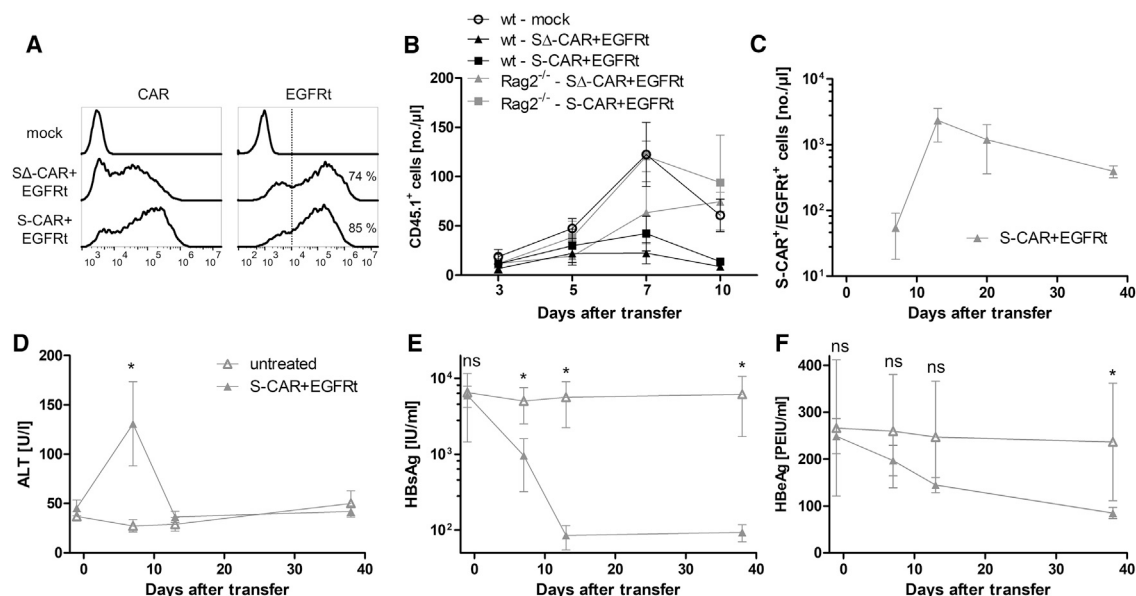 A
CAR
EGFRt
mock
SΔ-CAR+
EGFRt
74 %
S-CAR+
EGFRt
85 %
10³ 10⁴ 10⁵ 10⁶ 10⁷
10² 10³ 10⁴ 10⁵ 10⁶ 10⁷
B
wt - mock
wt - SΔ-CAR+EGFRt
wt - S-CAR+EGFRt
Rag2⁻/⁻ - SΔ-CAR+EGFRt
Rag2⁻/⁻ - S-CAR+EGFRt
CD45.1⁺ cells [no./µl]
200
150
100
50
0
3 5 7 10
Days after transfer
C
S-CAR⁺/EGFRt⁺ cells [no./µl]
10⁴
10³
10²
10¹
S-CAR+EGFRt
0 10 20 30 40
Days after transfer
D
ALT [U/l]
200
150
100
50
0
*
untreated
S-CAR+EGFRt
0 10 20 30 40
Days after transfer
E
HBsAg [IU/ml]
10⁴
10³
10²
ns * * *
0 10 20 30 40
Days after transfer
F
HBeAg [PEIU/ml]
400
300
200
100
0
ns ns ns *
0 10 20 30 40
Days after transfer